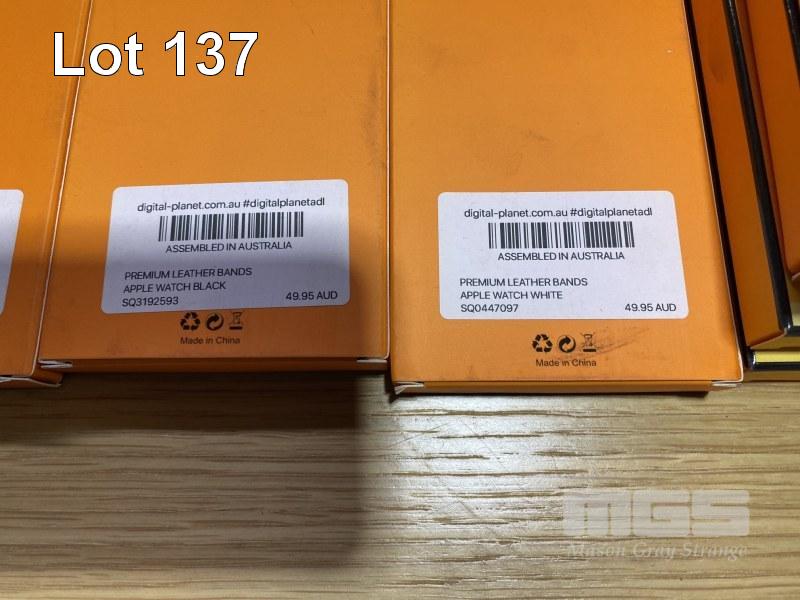 Lot 137
digital-planet.com.au #digitalplanetadl
ASSEMBLED IN AUSTRALIA
PREMIUM LEATHER BANDS
APPLE WATCH BLACK
SQ3192593 49.95 AUD
Made in China
digital-planet.com.au #digitalplanetadl
ASSEMBLED IN AUSTRALIA
PREMIUM LEATHER BANDS
APPLE WATCH WHITE
SQ0447097 49.95 AUD
Made in China
MGS
Mason Gray Strange